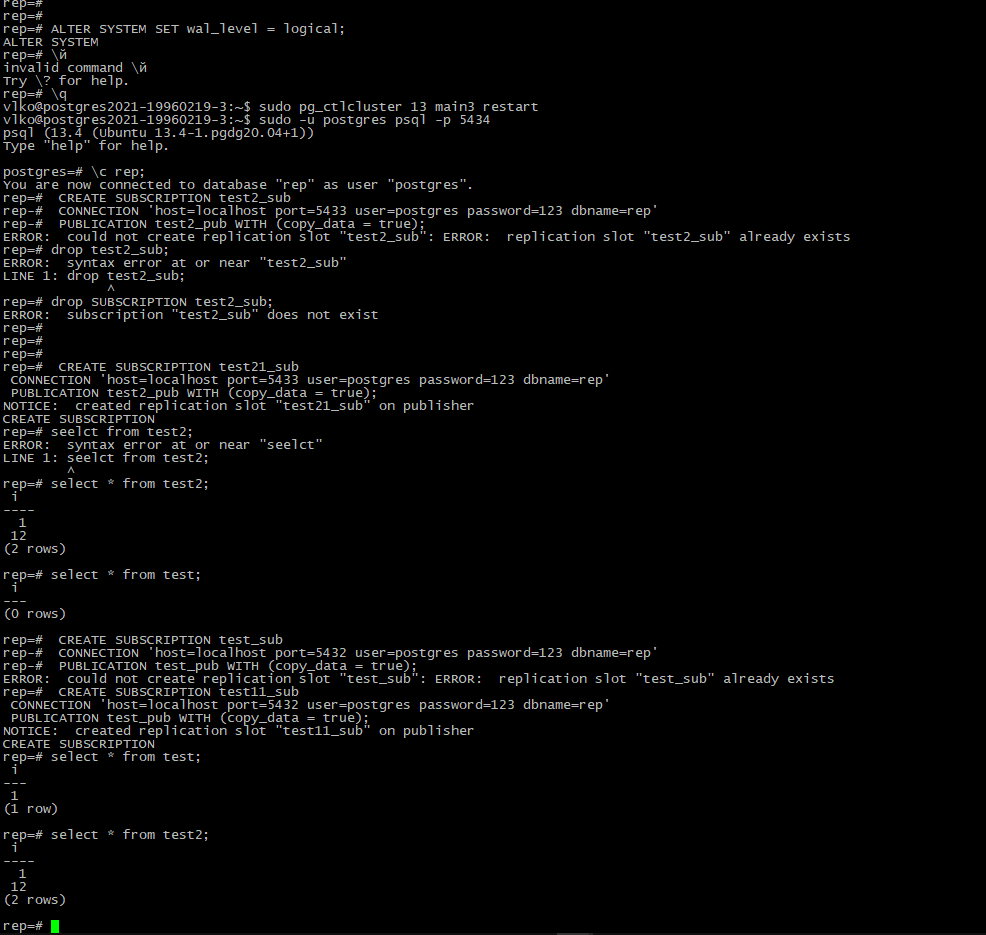 rep=#
rep=#
rep=# ALTER SYSTEM SET wal_level = logical;
ALTER SYSTEM
rep=# \й
invalid command \й
Try \? for help.
rep=# \q
vlko@postgres2021-19960219-3:~$ sudo pg_ctlcluster 13 main3 restart
vlko@postgres2021-19960219-3:~$ sudo -u postgres psql -p 5434
psql (13.4 (Ubuntu 13.4-1.pgdg20.04+1))
Type "help" for help.
postgres=# \c rep;
You are now connected to database "rep" as user "postgres".
rep=#  CREATE SUBSCRIPTION test2_sub
rep-#  CONNECTION 'host=localhost port=5433 user=postgres password=123 dbname=rep'
rep-#  PUBLICATION test2_pub WITH (copy_data = true);
ERROR:  could not create replication slot "test2_sub": ERROR:  replication slot "test2_sub" already exists
rep=# drop test2_sub;
ERROR:  syntax error at or near "test2_sub"
LINE 1: drop test2_sub;
^
rep=# drop SUBSCRIPTION test2_sub;
ERROR:  subscription "test2_sub" does not exist
rep=#
rep=#
rep=#
rep=#  CREATE SUBSCRIPTION test21_sub
CONNECTION 'host=localhost port=5433 user=postgres password=123 dbname=rep'
PUBLICATION test2_pub WITH (copy_data = true);
NOTICE:  created replication slot "test21_sub" on publisher
CREATE SUBSCRIPTION
rep=# seelct from test2;
ERROR:  syntax error at or near "seelct"
LINE 1: seelct from test2;
^
rep=# select * from test2;
i
----
1
12
(2 rows)
rep=# select * from test;
i
---
(0 rows)
rep=#  CREATE SUBSCRIPTION test_sub
rep-#  CONNECTION 'host=localhost port=5432 user=postgres password=123 dbname=rep'
rep-#  PUBLICATION test_pub WITH (copy_data = true);
ERROR:  could not create replication slot "test_sub": ERROR:  replication slot "test_sub" already exists
rep=#  CREATE SUBSCRIPTION test11_sub
CONNECTION 'host=localhost port=5432 user=postgres password=123 dbname=rep'
PUBLICATION test_pub WITH (copy_data = true);
NOTICE:  created replication slot "test11_sub" on publisher
CREATE SUBSCRIPTION
rep=# select * from test;
i
---
1
(1 row)
rep=# select * from test2;
i
----
1
12
(2 rows)
rep=#